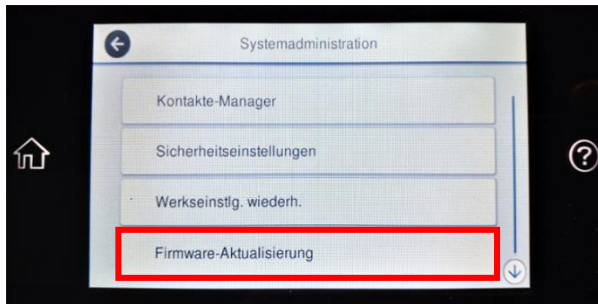 Systemadministration
Kontakte-Manager
Sicherheitseinstellungen
Werkseinstlg. wiederh.
Firmware-Aktualisierung